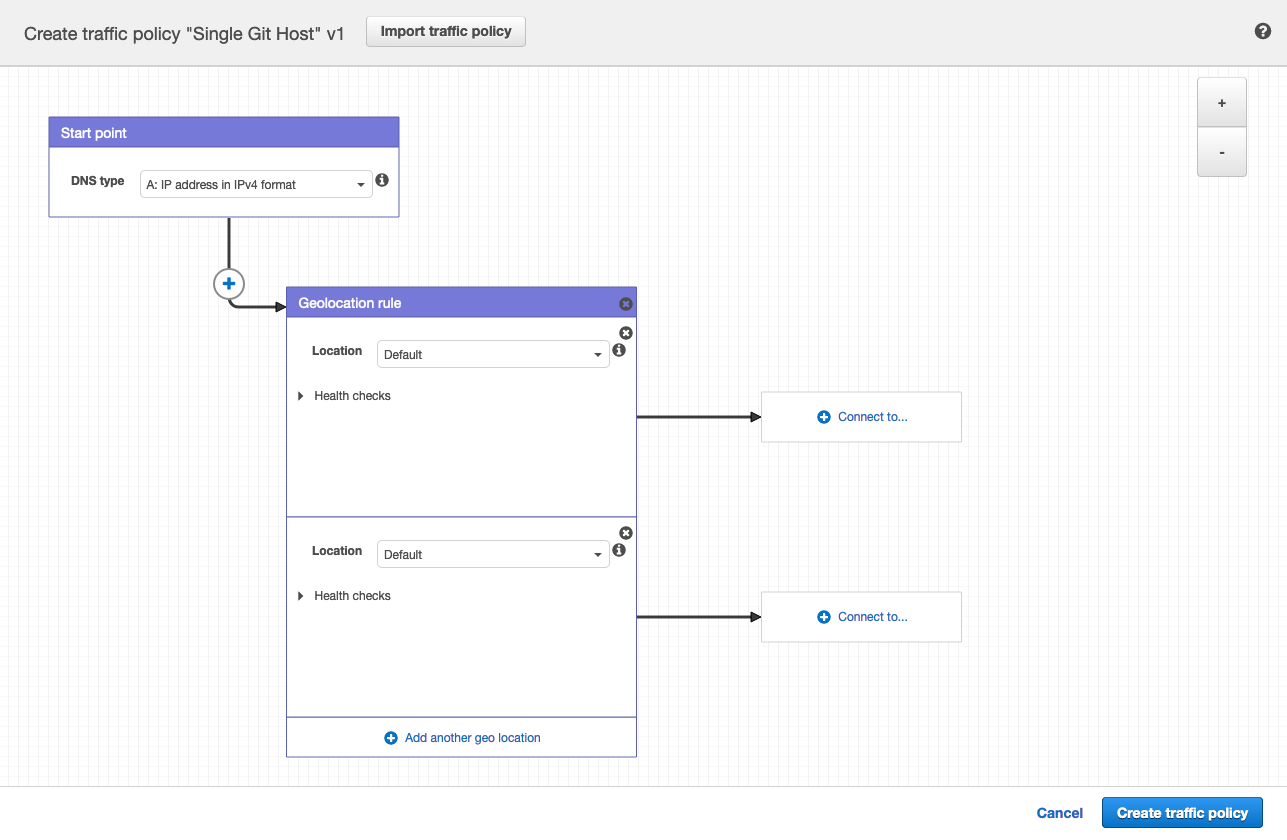 Create traffic policy "Single Git Host" v1
Import traffic policy
?
+
-
Start point
DNS type
A: IP address in IPv4 format
Geolocation rule
Location
Default
Health checks
Connect to...
Location
Default
Health checks
Connect to...
Add another geo location
Cancel
Create traffic policy